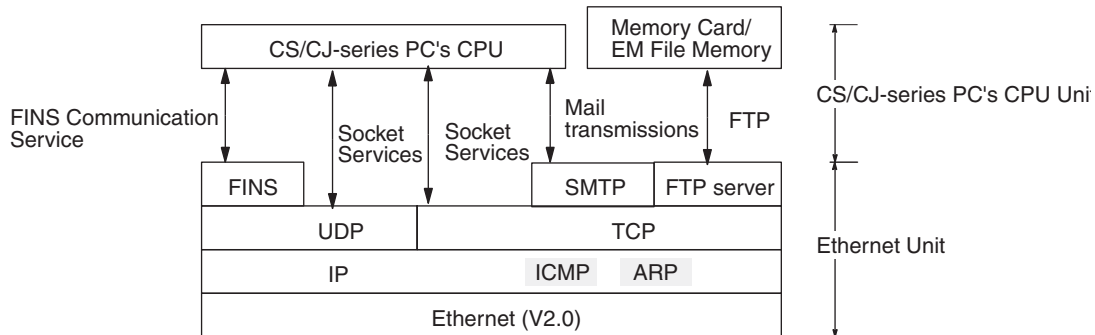 CS/CJ-series PC's CPU
Memory Card/
EM File Memory
CS/CJ-series PC's CPU Uni
FINS Communication
Service
Socket
Services
Socket
Services
Mail
transmissions
FTP
FINS
SMTP
FTP server
UDP
TCP
Ethernet Unit
IP
ICMP
ARP
Ethernet (V2.0)